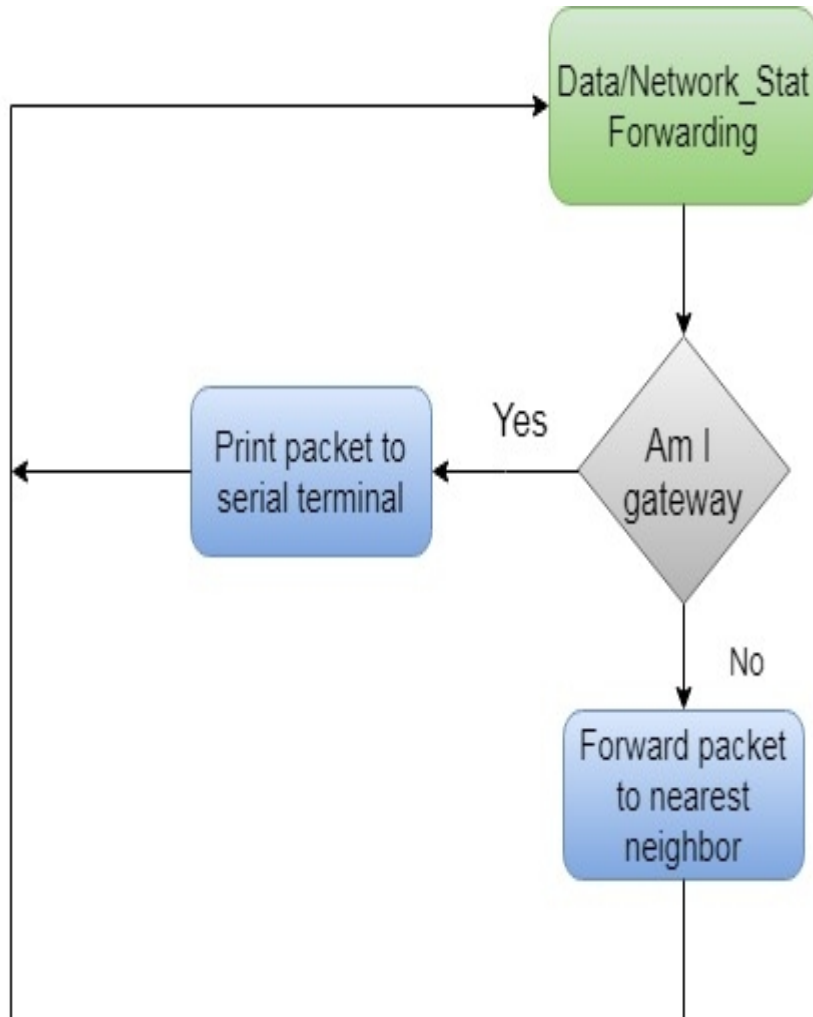 Data/Network_Stat
Forwarding
Am I
gateway
Yes
Print packet to
serial terminal
No
Forward packet
to nearest
neighbor